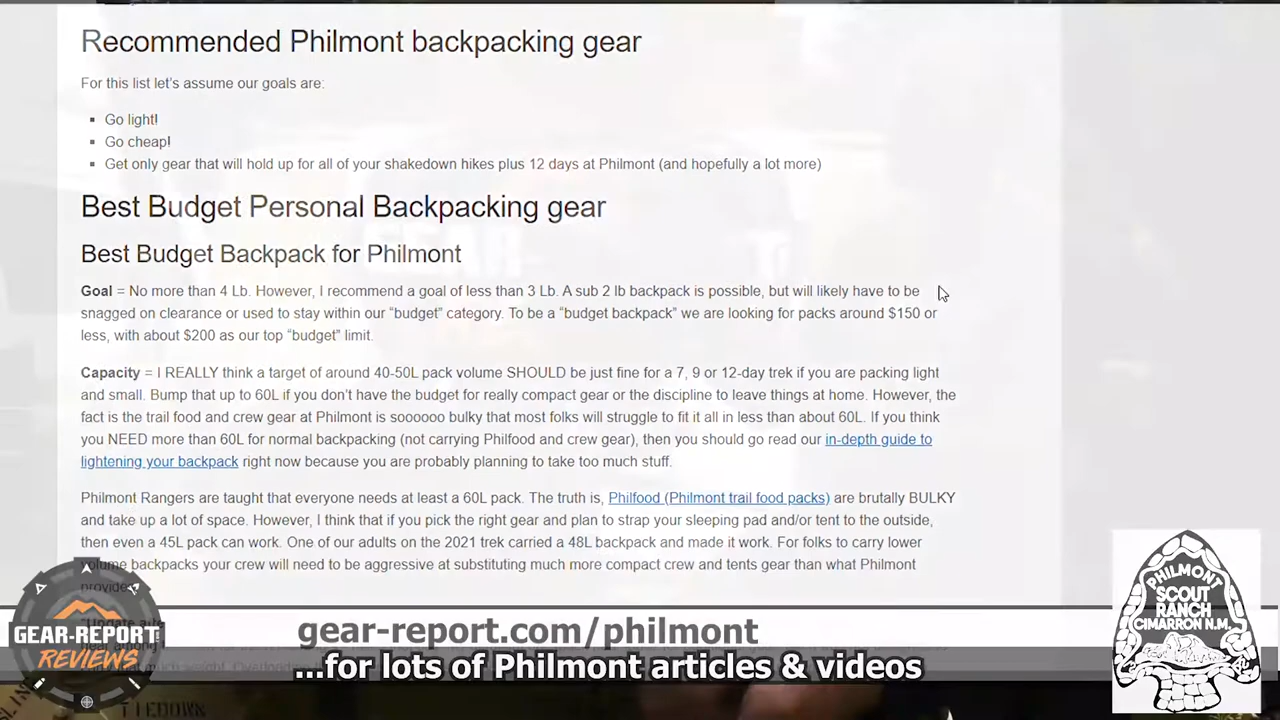 Recommended Philmont backpacking gear
For this list let's assume our goals are:
Go light!
Go cheap!
Get only gear that will hold up for all of your shakedown hikes plus 12 days at Philmont (and hopefully a lot more)
Best Budget Personal Backpacking gear
Best Budget Backpack for Philmont
Goal = No more than 4 Lb. However, I recommend a goal of less than 3 Lb. A sub 2 lb backpack is possible, but will likely have to be
snagged on clearance or used to stay within our “budget” category. To be a “budget backpack” we are looking for packs around $150 or
less, with about $200 as our top “budget” limit.
Capacity = I REALLY think a target of around 40-50L pack volume SHOULD be just fine for a 7, 9 or 12-day trek if you are packing light
and small. Bump that up to 60L if you don’t have the budget for really compact gear or the discipline to leave things at home. However, the
fact is the trail food and crew gear at Philmont is soooooo bulky that most folks will struggle to fit it all in less than about 60L. If you think
you NEED more than 60L for normal backpacking (not carrying Philfood and crew gear), then you should go read our in-depth guide to
lightening your backpack right now because you are probably planning to take too much stuff.
Philmont Rangers are taught that everyone needs at least a 60L pack. The truth is, Philfood (Philmont trail food packs) are brutally BULKY
and take up a lot of space. However, I think that if you pick the right gear and plan to strap your sleeping pad and/or tent to the outside,
then even a 45L pack can work. One of our adults on the 2021 trek carried a 48L backpack and made it work. For folks to carry lower
volume backpacks your crew will need to be aggressive at substituting much more compact crew and tents gear than what Philmont
provides
GEAR-REPORT
REVIEWS
gear-report.com/philmont
...for lots of Philmont articles & videos
PHILMONT
SCOUT
RANCH
CIMARRON N.M.
TIEDOWN